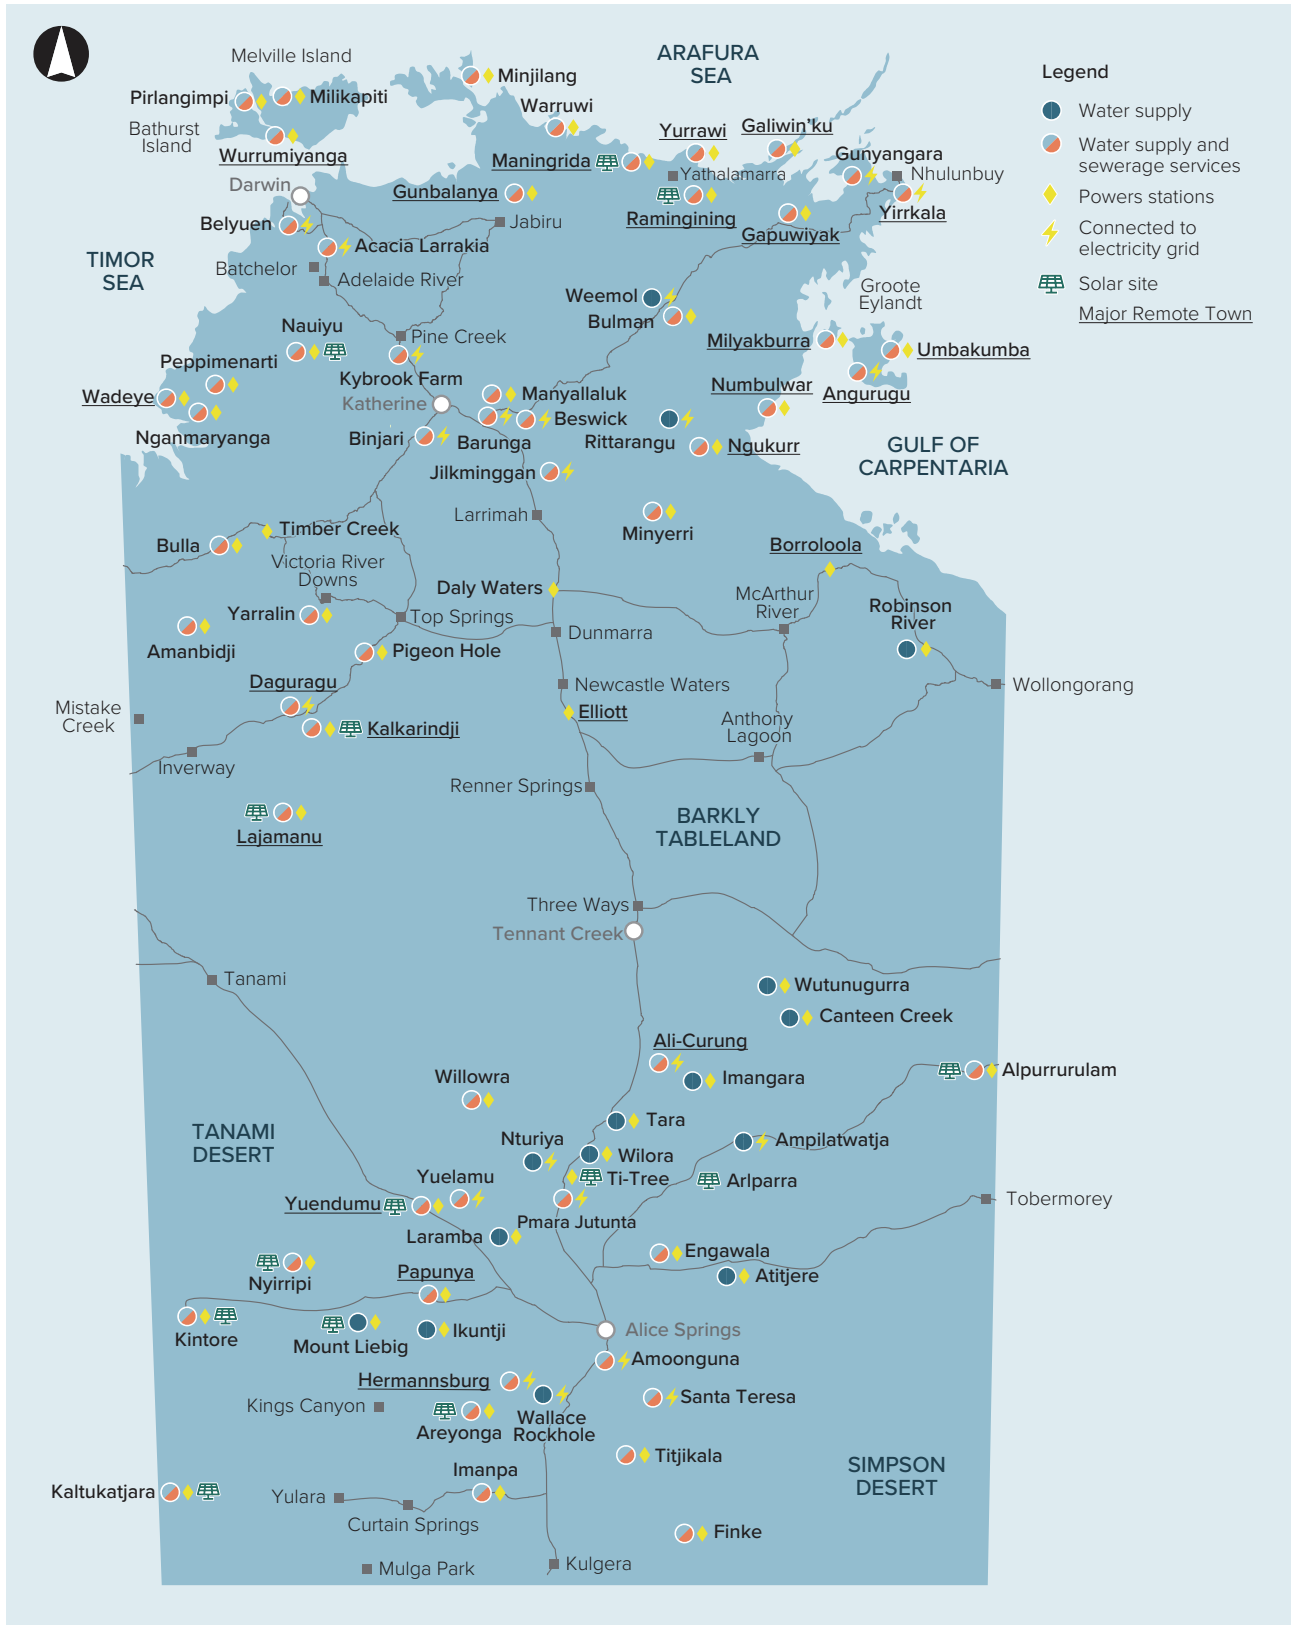 Melville Island
ARAFURA
SEA
Legend
Minjilang
Pirlangimpi
Milikapiti
Warruwi
Water supply
Bathurst
Island
Yurrawi
Galiwin'ku
Water supply and
sewerage services
Wurrumiyanga
Maningrida
Gunyangara
Yathalamarra
Nhulunbuy
Darwin
Gunbalanya
Powers stations
Ramingining
Yirrkala
Belyuen
Jabiru
Gapuwiyak
Connected to
electricity grid
Acacia Larrakia
TIMOR
SEA
Batchelor
Adelaide River
Solar site
Groote
Eylandt
Weemol
Major Remote Town
Bulman
Nauiyu
Pine Creek
Milyakburra
Umbakumba
Peppimenarti
Kybrook Farm
Numbulwar
Angurugu
Wadeye
Manyallaluk
Katherine
Beswick
Nganmaryanga
Binjari
Barunga
Rittarangu
Ngukurr
GULF OF
CARPENTARIA
Jilkminggan
Larrimah
Timber Creek
Minyerri
Bulla
Borroloola
Victoria River
Downs
Daly Waters
McArthur
River
Robinson
River
Yarralin
Top Springs
Dunmarra
Amanbidji
Pigeon Hole
Daguragu
Newcastle Waters
Wollongorang
Mistake
Creek
Elliott
Anthony
Lagoon
Kalkarindji
Inverway
Renner Springs
BARKLY
TABLELAND
Lajamanu
Three Ways
Tennant Creek
Tanami
Wutunugurra
Canteen Creek
Ali-Curung
Alpurrurulam
Willowra
Imangara
Tara
TANAMI
DESERT
Nturiya
Ampilatwatja
Wilora
Yuelamu
Ti-Tree
Arlparra
Yuendumu
Tobermorey
Pmara Jutunta
Laramba
Engawala
Nyirripi
Papunya
Atitjere
Kintore
Mount Liebig
Ikuntji
Alice Springs
Amoonguna
Hermannsburg
Santa Teresa
Kings Canyon
Wallace
Rockhole
Areyonga
Titjikala
Imanpa
SIMPSON
DESERT
Kaltukatjara
Yulara
Curtain Springs
Finke
Mulga Park
Kulgera